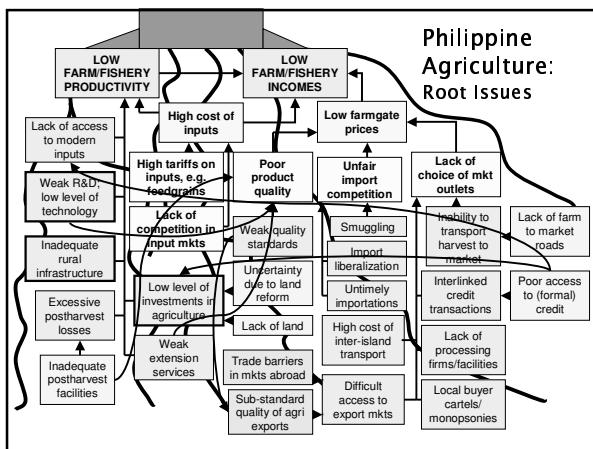 Philippine
Agriculture:
Root Issues
LOW
FARM/FISHERY
PRODUCTIVITY
LOW
FARM/FISHERY
INCOMES
High cost of
inputs
Low farmgate
prices
Lack of access
to modern
inputs
High tariffs on
inputs, e.g.
feedgrains
Poor
product
quality
Unfair
import
competition
Lack of
choice of mkt
outlets
Weak R&D;
low level of
technology
Lack of
competition in
input mkts
Weak quality
standards
Smuggling
Inability to
transport
harvest to
market
Lack of farm
to market
roads
Inadequate
rural
infrastructure
Import
liberalization
Low level of
investments in
agriculture
Uncertainty
due to land
reform
Untimely
importations
Interlinked
credit
transactions
Poor access
to (formal)
credit
Excessive
postharvest
losses
Lack of land
High cost of
inter-island
transport
Weak
extension
services
Lack of
processing
firms/facilities
Inadequate
postharvest
facilities
Trade barriers
in mkts abroad
Difficult
access to
export mkts
Sub-standard
quality of agri
exports
Local buyer
cartels/
monopsonies